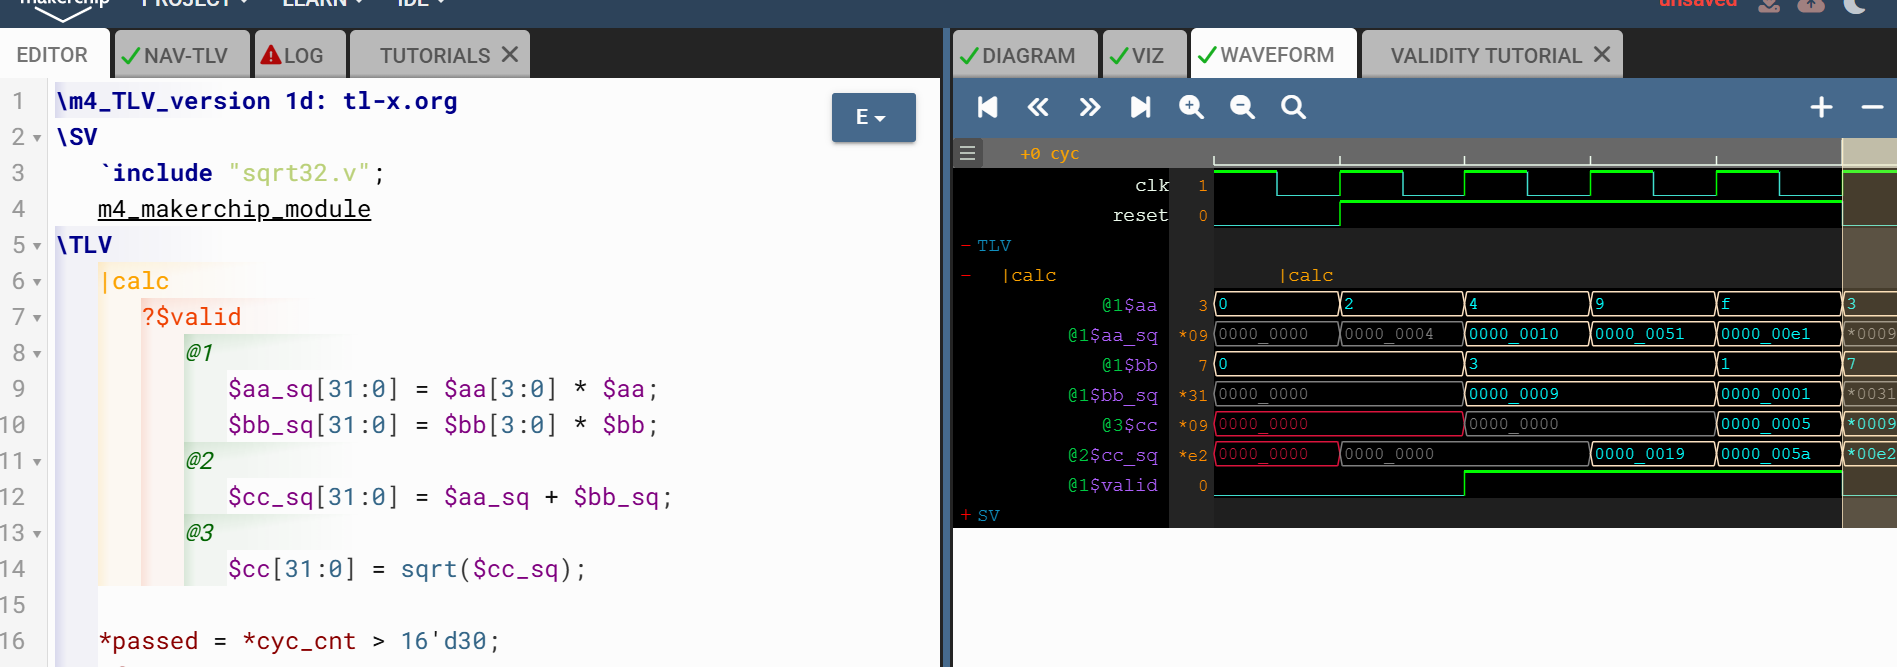 makerchip PROJECT LEARN IDE unsaved
EDITOR NAV-TLV LOG TUTORIALS
1 \m4_TLV_version 1d: tl-x.org
2 \SV
3 `include "sqrt32.v";
4 m4_makerchip_module
5 \TLV
6 |calc
7 ?$valid
8 @1
9 $aa_sq[31:0] = $aa[3:0] * $aa;
10 $bb_sq[31:0] = $bb[3:0] * $bb;
11 @2
12 $cc_sq[31:0] = $aa_sq + $bb_sq;
13 @3
14 $cc[31:0] = sqrt($cc_sq);
15
16 *passed = *cyc_cnt > 16'd30;
E
DIAGRAM VIZ WAVEFORM VALIDITY TUTORIAL
+0 cyc
clk 1
reset 0
- TLV
- |calc |calc
@1$aa 3 0 2 4 9 f 3
@1$aa_sq *09 0000_0000 0000_0004 0000_0010 0000_0051 0000_00e1 *0009
@1$bb 7 0 3 1 7
@1$bb_sq *31 0000_0000 0000_0009 0000_0001 *0031
@3$cc *09 0000_0000 0000_0000 0000_0005 *0009
@2$cc_sq *e2 0000_0000 0000_0000 0000_0019 0000_005a *00e2
@1$valid 0
+ SV